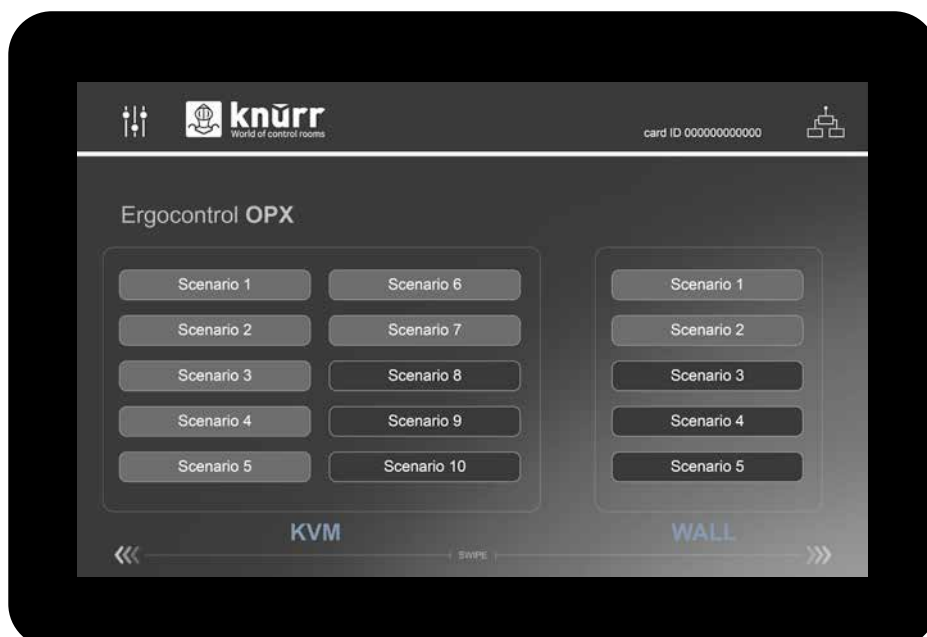 knürr
World of control rooms
card ID 000000000000
Ergocontrol OPX
Scenario 1
Scenario 2
Scenario 3
Scenario 4
Scenario 5
Scenario 6
Scenario 7
Scenario 8
Scenario 9
Scenario 10
KVM
Scenario 1
Scenario 2
Scenario 3
Scenario 4
Scenario 5
WALL
SWIPE